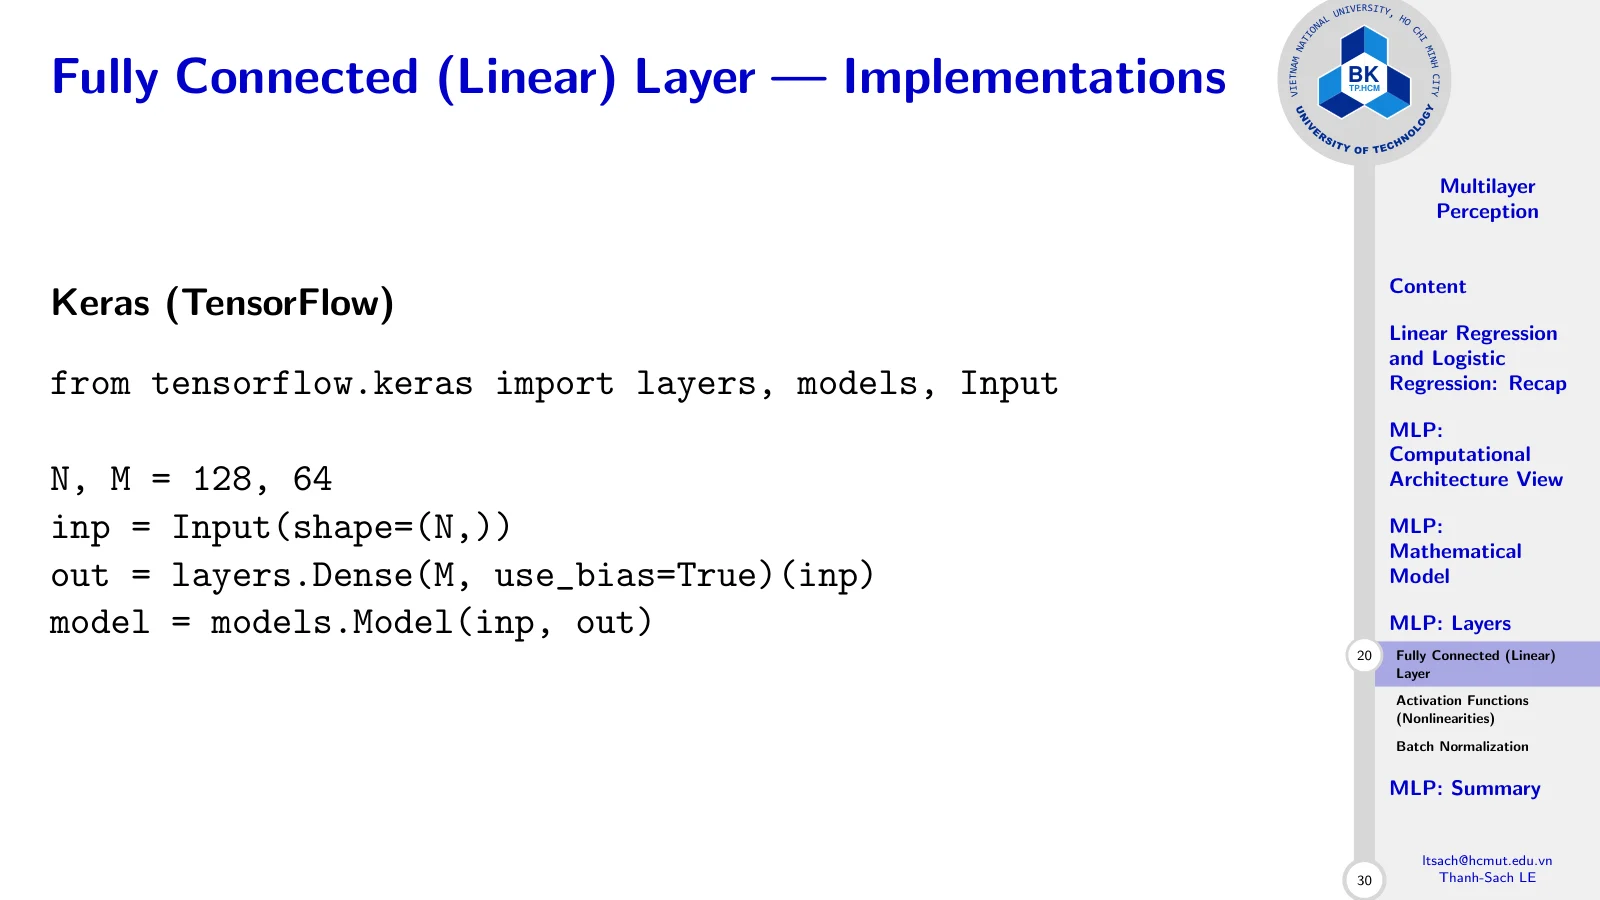 Fully Connected (Linear) Layer — Implementations
Keras (TensorFlow)
from tensorflow.keras import layers, models, Input
N, M = 128, 64
inp = Input(shape=(N,))
out = layers.Dense(M, use_bias=True)(inp)
model = models.Model(inp, out)
VIETNAM NATIONAL UNIVERSITY, HO CHI MINH CITY
BK
TP.HCM
UNIVERSITY OF TECHNOLOGY
Multilayer
Perception
Content
Linear Regression
and Logistic
Regression: Recap
MLP:
Computational
Architecture View
MLP:
Mathematical
Model
MLP: Layers
20
Fully Connected (Linear)
Layer
Activation Functions
(Nonlinearities)
Batch Normalization
MLP: Summary
ltsach@hcmut.edu.vn
Thanh-Sach LE
30